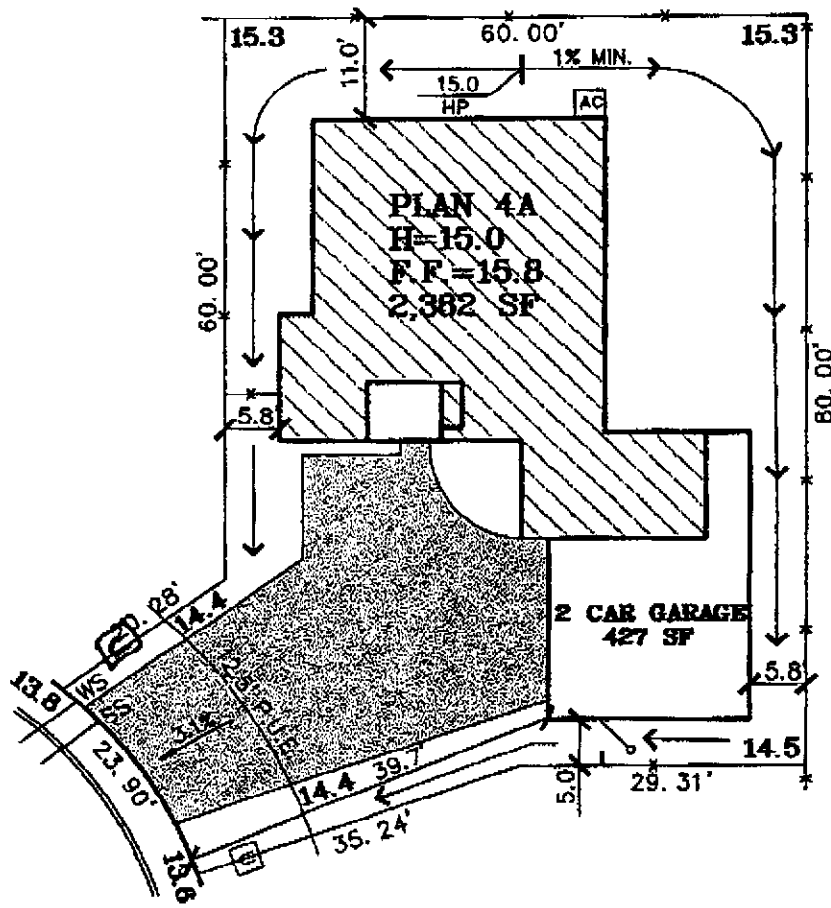 15.3
60.00'
15.3
11.0'
1% MIN.
15.0
HP
AC
PLAN 4A
H=15.0
F.F.=15.8
2,362 SF
60.00'
80.00'
5.8'
28'
14.4
2 CAR GARAGE
427 SF
5.8'
13.8
WS
SS
P.U.E.
3.1%
23.90'
14.5
14.4
39.7'
5.0'
29.31'
35.24'
13.6